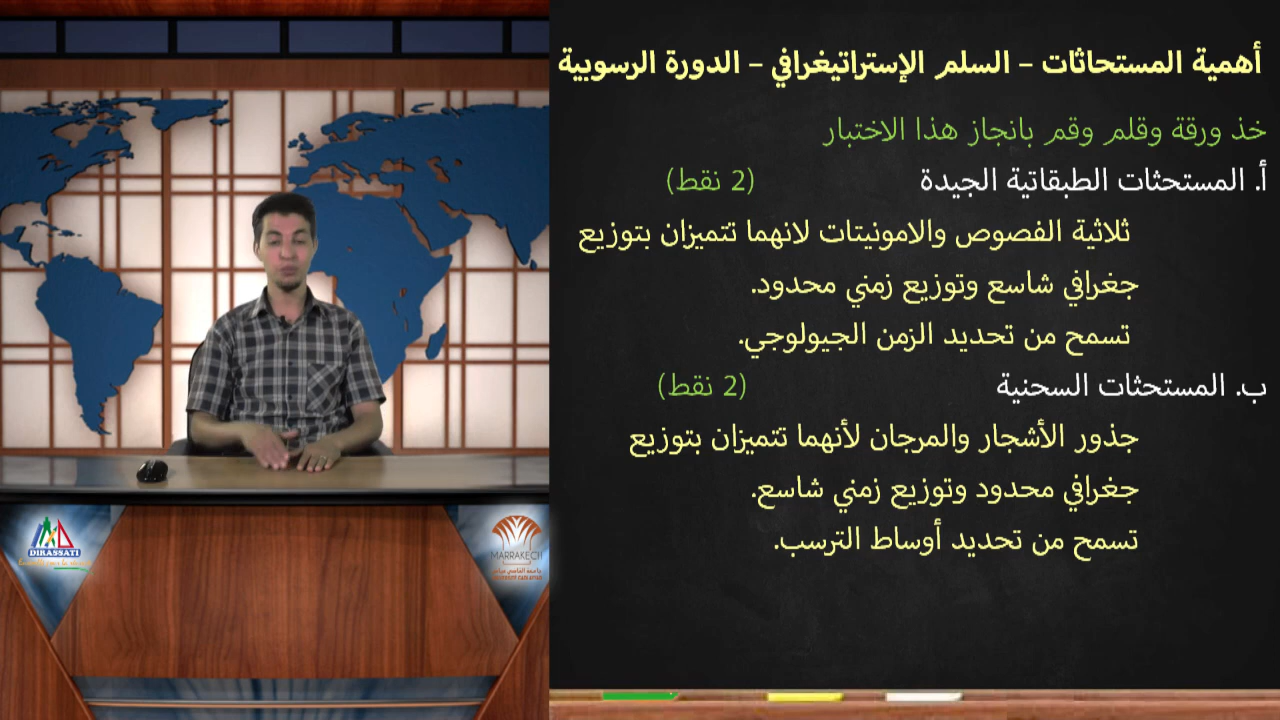 أهمية المستحاثات – السلم الإستراتيغرافي – الدورة الرسوبية
خذ ورقة وقلم وقم بانجاز هذا الاختبار
أ. المستحثات الطبقاتية الجيدة (2 نقط)
ثلاثية الفصوص والامونيتات لانهما تتميزان بتوزيع
جغرافي شاسع وتوزيع زمني محدود.
تسمح من تحديد الزمن الجيولوجي.
ب. المستحثات السحنية (2 نقط)
جذور الأشجار والمرجان لأنهما تتميزان بتوزيع
جغرافي محدود وتوزيع زمني شاسع.
تسمح من تحديد أوساط الترسب.
DIRASSATI
MARRAKECH